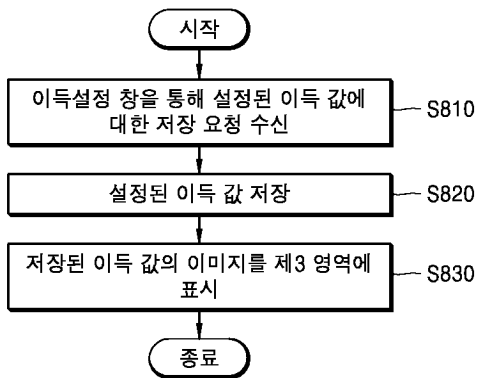 시작
이득설정 창을 통해 설정된 이득 값에
대한 저장 요청 수신
S810
설정된 이득 값 저장
S820
저장된 이득 값의 이미지를 제3 영역에
표시
S830
종료